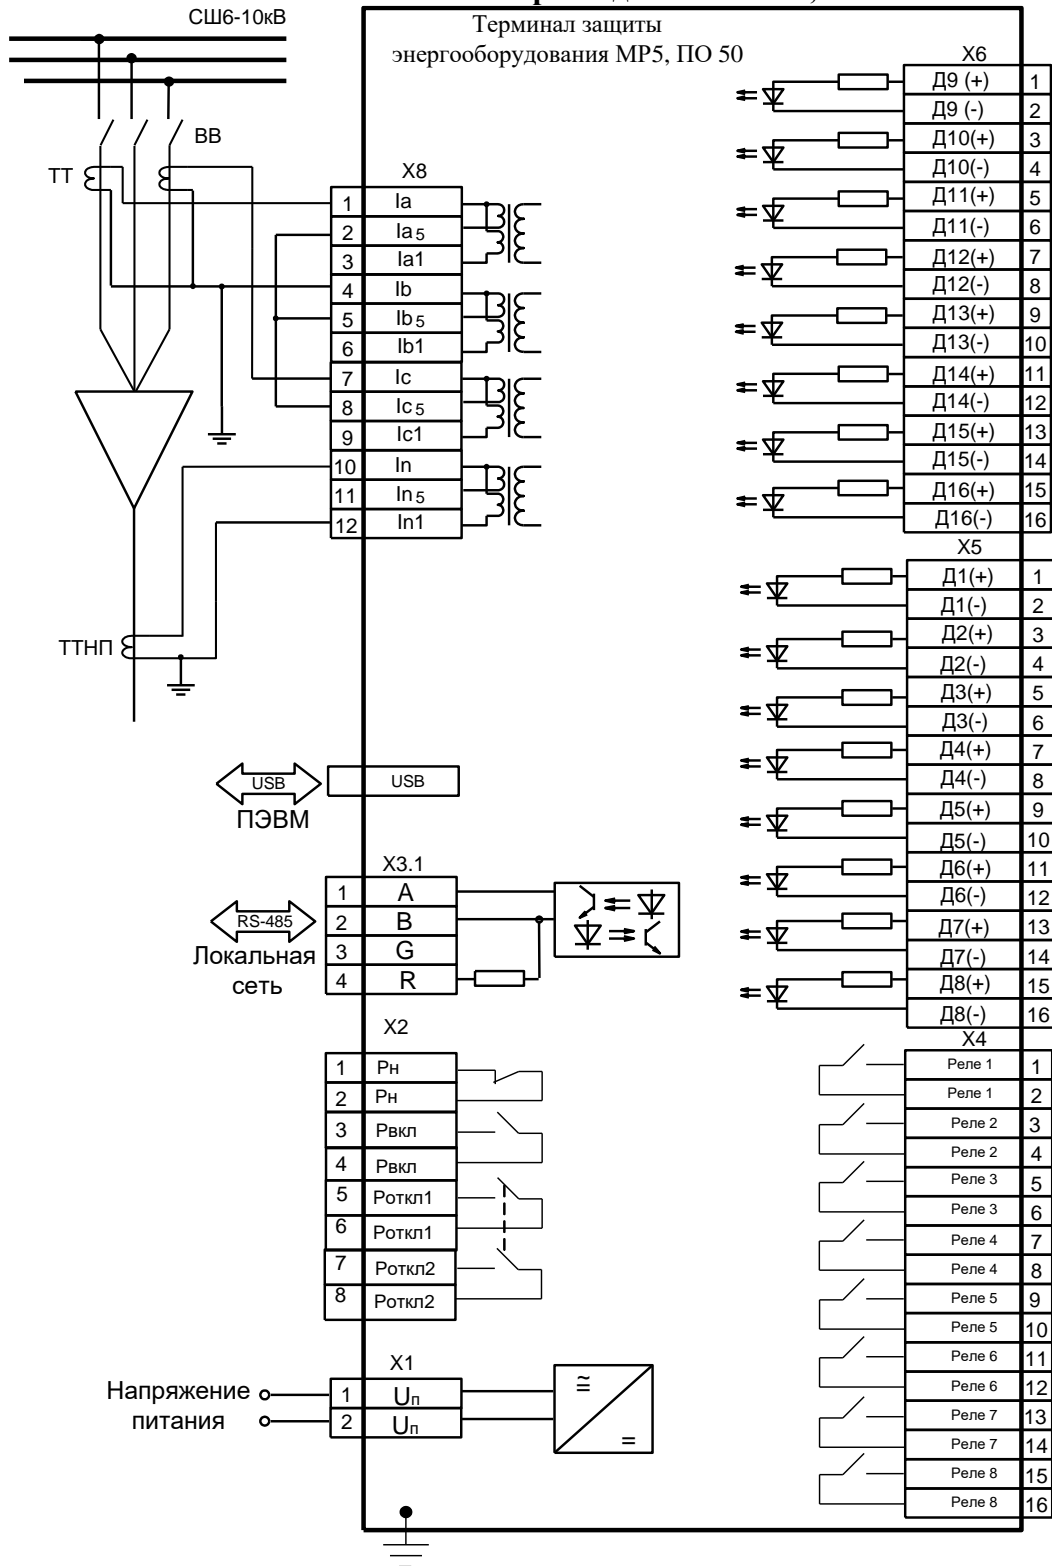 СШ6-10кВ
Терминал защиты
энергооборудования МР5, ПО 50
ВВ
ТТ
X8
1 Ia
2 Ia5
3 Ia1
4 Ib
5 Ib5
6 Ib1
7 Ic
8 Ic5
9 Ic1
10 In
11 In5
12 In1
ТТНП
USB
USB
ПЭВМ
X3.1
1 A
2 B
3 G
4 R
RS-485
Локальная
сеть
X2
1 Рн
2 Рн
3 Рвкл
4 Рвкл
5 Роткл1
6 Роткл1
7 Роткл2
8 Роткл2
X1
1 Uп
2 Uп
Напряжение
питания
≅
=
X6
Д9 (+) 1
Д9 (-) 2
Д10(+) 3
Д10(-) 4
Д11(+) 5
Д11(-) 6
Д12(+) 7
Д12(-) 8
Д13(+) 9
Д13(-) 10
Д14(+) 11
Д14(-) 12
Д15(+) 13
Д15(-) 14
Д16(+) 15
Д16(-) 16
X5
Д1(+) 1
Д1(-) 2
Д2(+) 3
Д2(-) 4
Д3(+) 5
Д3(-) 6
Д4(+) 7
Д4(-) 8
Д5(+) 9
Д5(-) 10
Д6(+) 11
Д6(-) 12
Д7(+) 13
Д7(-) 14
Д8(+) 15
Д8(-) 16
X4
Реле 1 1
Реле 1 2
Реле 2 3
Реле 2 4
Реле 3 5
Реле 3 6
Реле 4 7
Реле 4 8
Реле 5 9
Реле 5 10
Реле 6 11
Реле 6 12
Реле 7 13
Реле 7 14
Реле 8 15
Реле 8 16